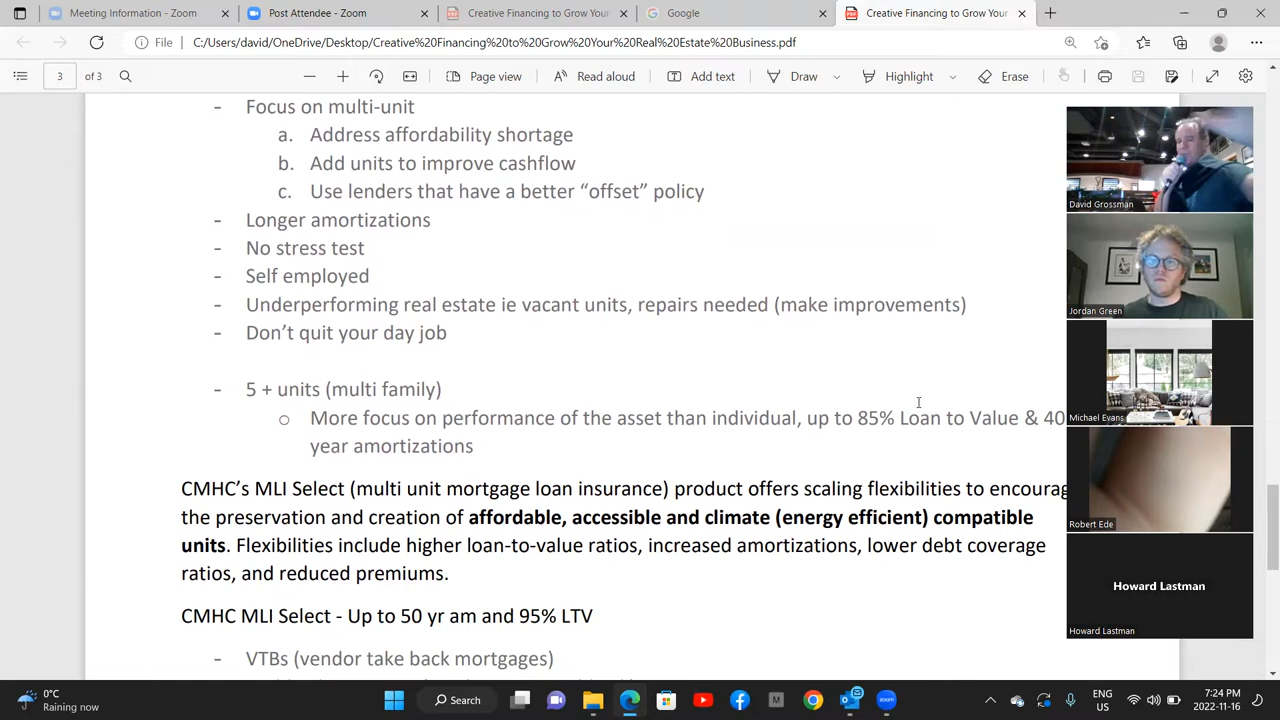 Meeting Information - Zoom
Post Attendee - Zoom
Creative Financing to Grow Your
Google
Creative Financing to Grow Your
File
C:/Users/david/OneDrive/Desktop/Creative%20Financing%20to%20Grow%20Your%20Real%20Estate%20Business.pdf
3 of 3
Page view
Read aloud
Add text
Draw
Highlight
Erase
- Focus on multi-unit
a. Address affordability shortage
b. Add units to improve cashflow
c. Use lenders that have a better “offset” policy
- Longer amortizations
- No stress test
- Self employed
- Underperforming real estate ie vacant units, repairs needed (make improvements)
- Don’t quit your day job
- 5 + units (multi family)
o More focus on performance of the asset than individual, up to 85% Loan to Value & 40
year amortizations
CMHC’s MLI Select (multi unit mortgage loan insurance) product offers scaling flexibilities to encourag
the preservation and creation of affordable, accessible and climate (energy efficient) compatible
units. Flexibilities include higher loan-to-value ratios, increased amortizations, lower debt coverage
ratios, and reduced premiums.
CMHC MLI Select - Up to 50 yr am and 95% LTV
- VTBs (vendor take back mortgages)
David Grossman
Jordan Green
Michael Evans
Robert Ede
Howard Lastman
Howard Lastman
0°C
Raining now
Search
ENG
US
7:24 PM
2022-11-16